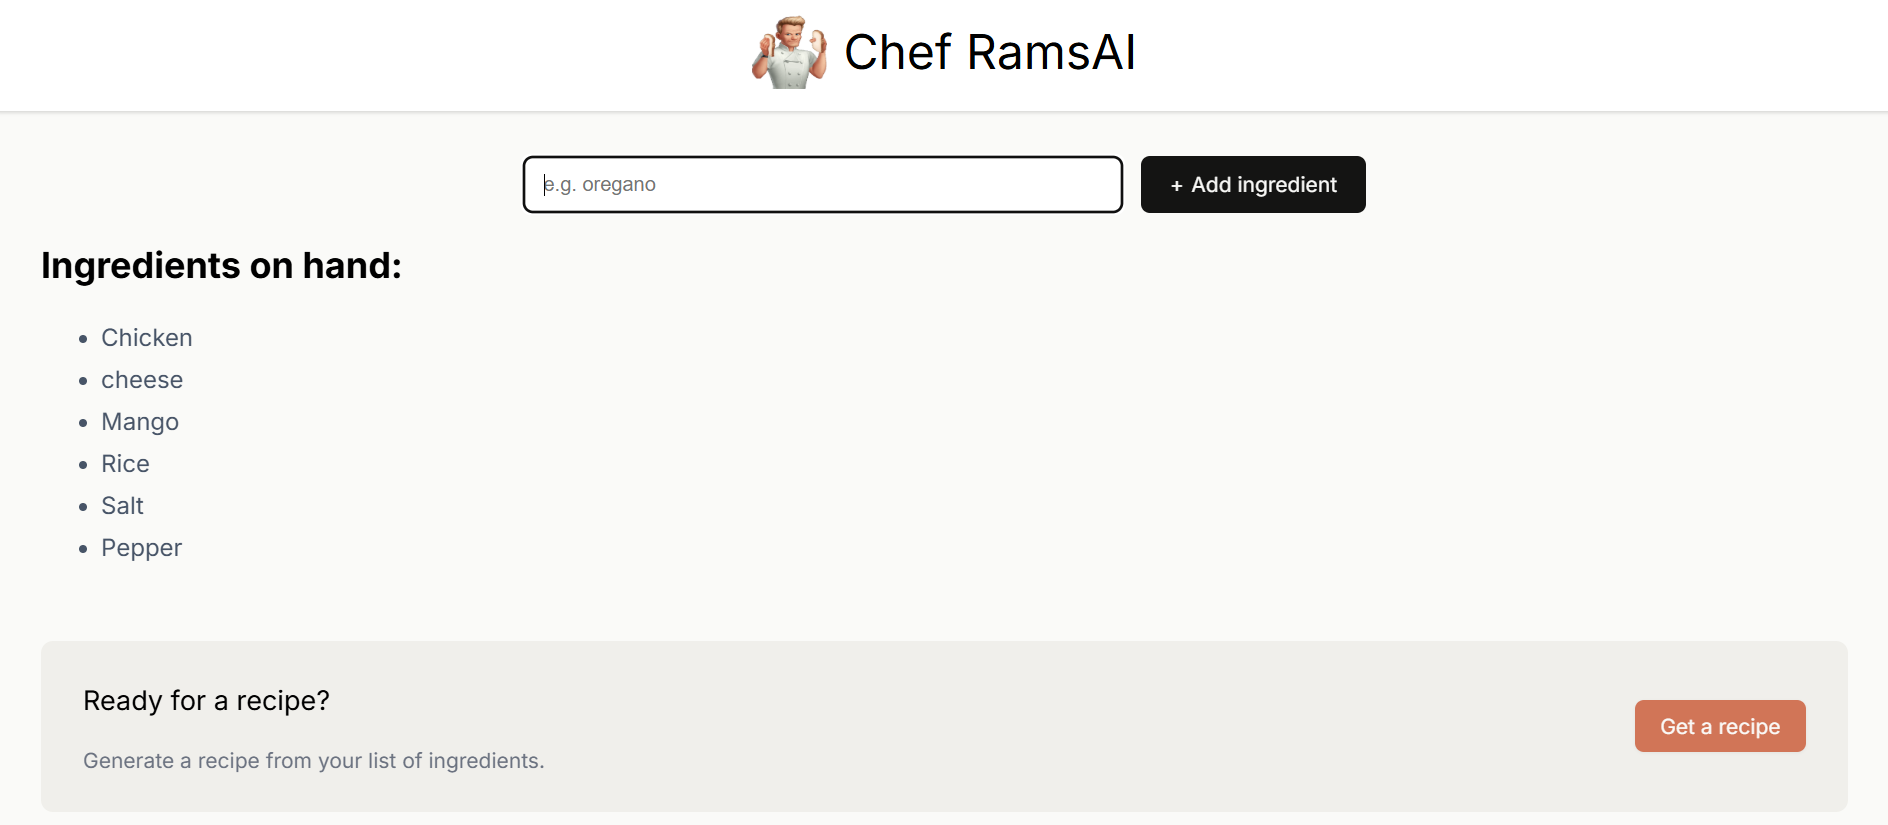 Chef RamsAI
e.g. oregano
+ Add ingredient
Ingredients on hand:
Chicken
cheese
Mango
Rice
Salt
Pepper
Ready for a recipe?
Generate a recipe from your list of ingredients.
Get a recipe